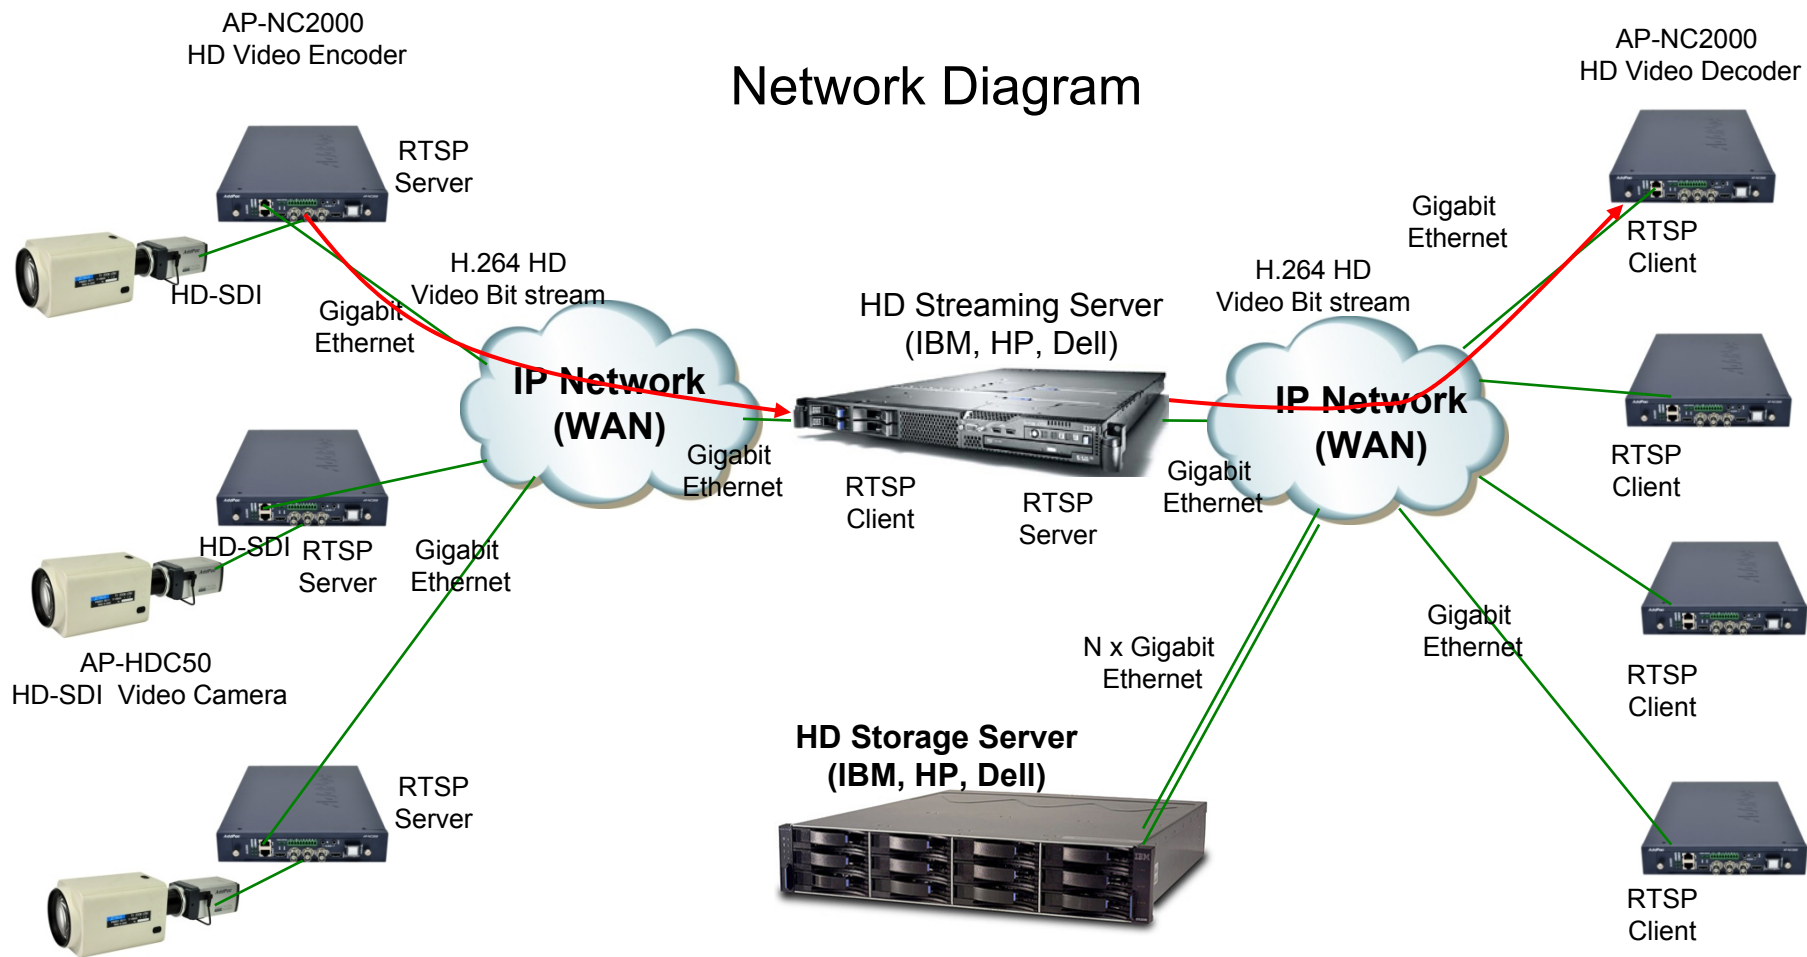 AP-NC2000
HD Video Encoder
Network Diagram
AP-NC2000
HD Video Decoder
RTSP
Server
HD-SDI
Gigabit
Ethernet
H.264 HD
Video Bit stream
IP Network
(WAN)
HD Streaming Server
(IBM, HP, Dell)
H.264 HD
Video Bit stream
Gigabit
Ethernet
RTSP
Client
IP Network
(WAN)
Gigabit
Ethernet
RTSP
Client
RTSP
Server
Gigabit
Ethernet
RTSP
Client
HD-SDI
RTSP
Server
Gigabit
Ethernet
AP-HDC50
HD-SDI  Video Camera
N x Gigabit
Ethernet
Gigabit
Ethernet
RTSP
Client
HD Storage Server
(IBM, HP, Dell)
RTSP
Server
RTSP
Client